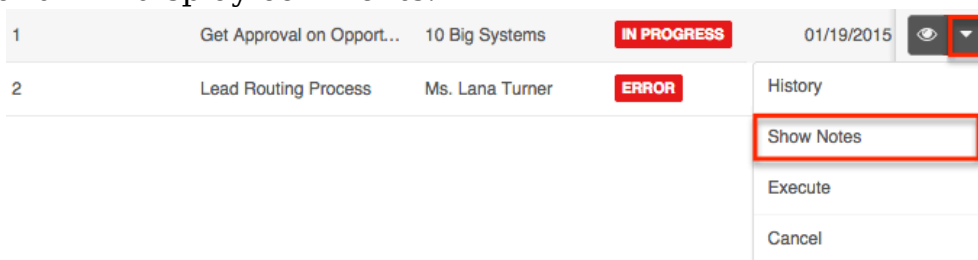 1 Get Approval on Opport... 10 Big Systems IN PROGRESS 01/19/2015
2 Lead Routing Process Ms. Lana Turner ERROR
History
Show Notes
Execute
Cancel